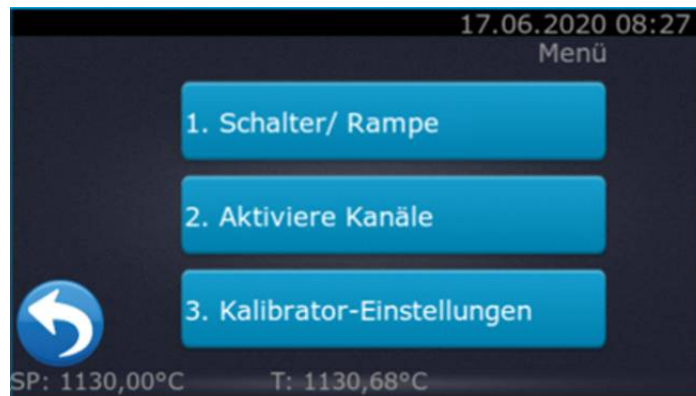 17.06.2020 08:27
Menü
1. Schalter/ Rampe
2. Aktiviere Kanäle
3. Kalibrator-Einstellungen
SP: 1130,00°C T: 1130,68°C